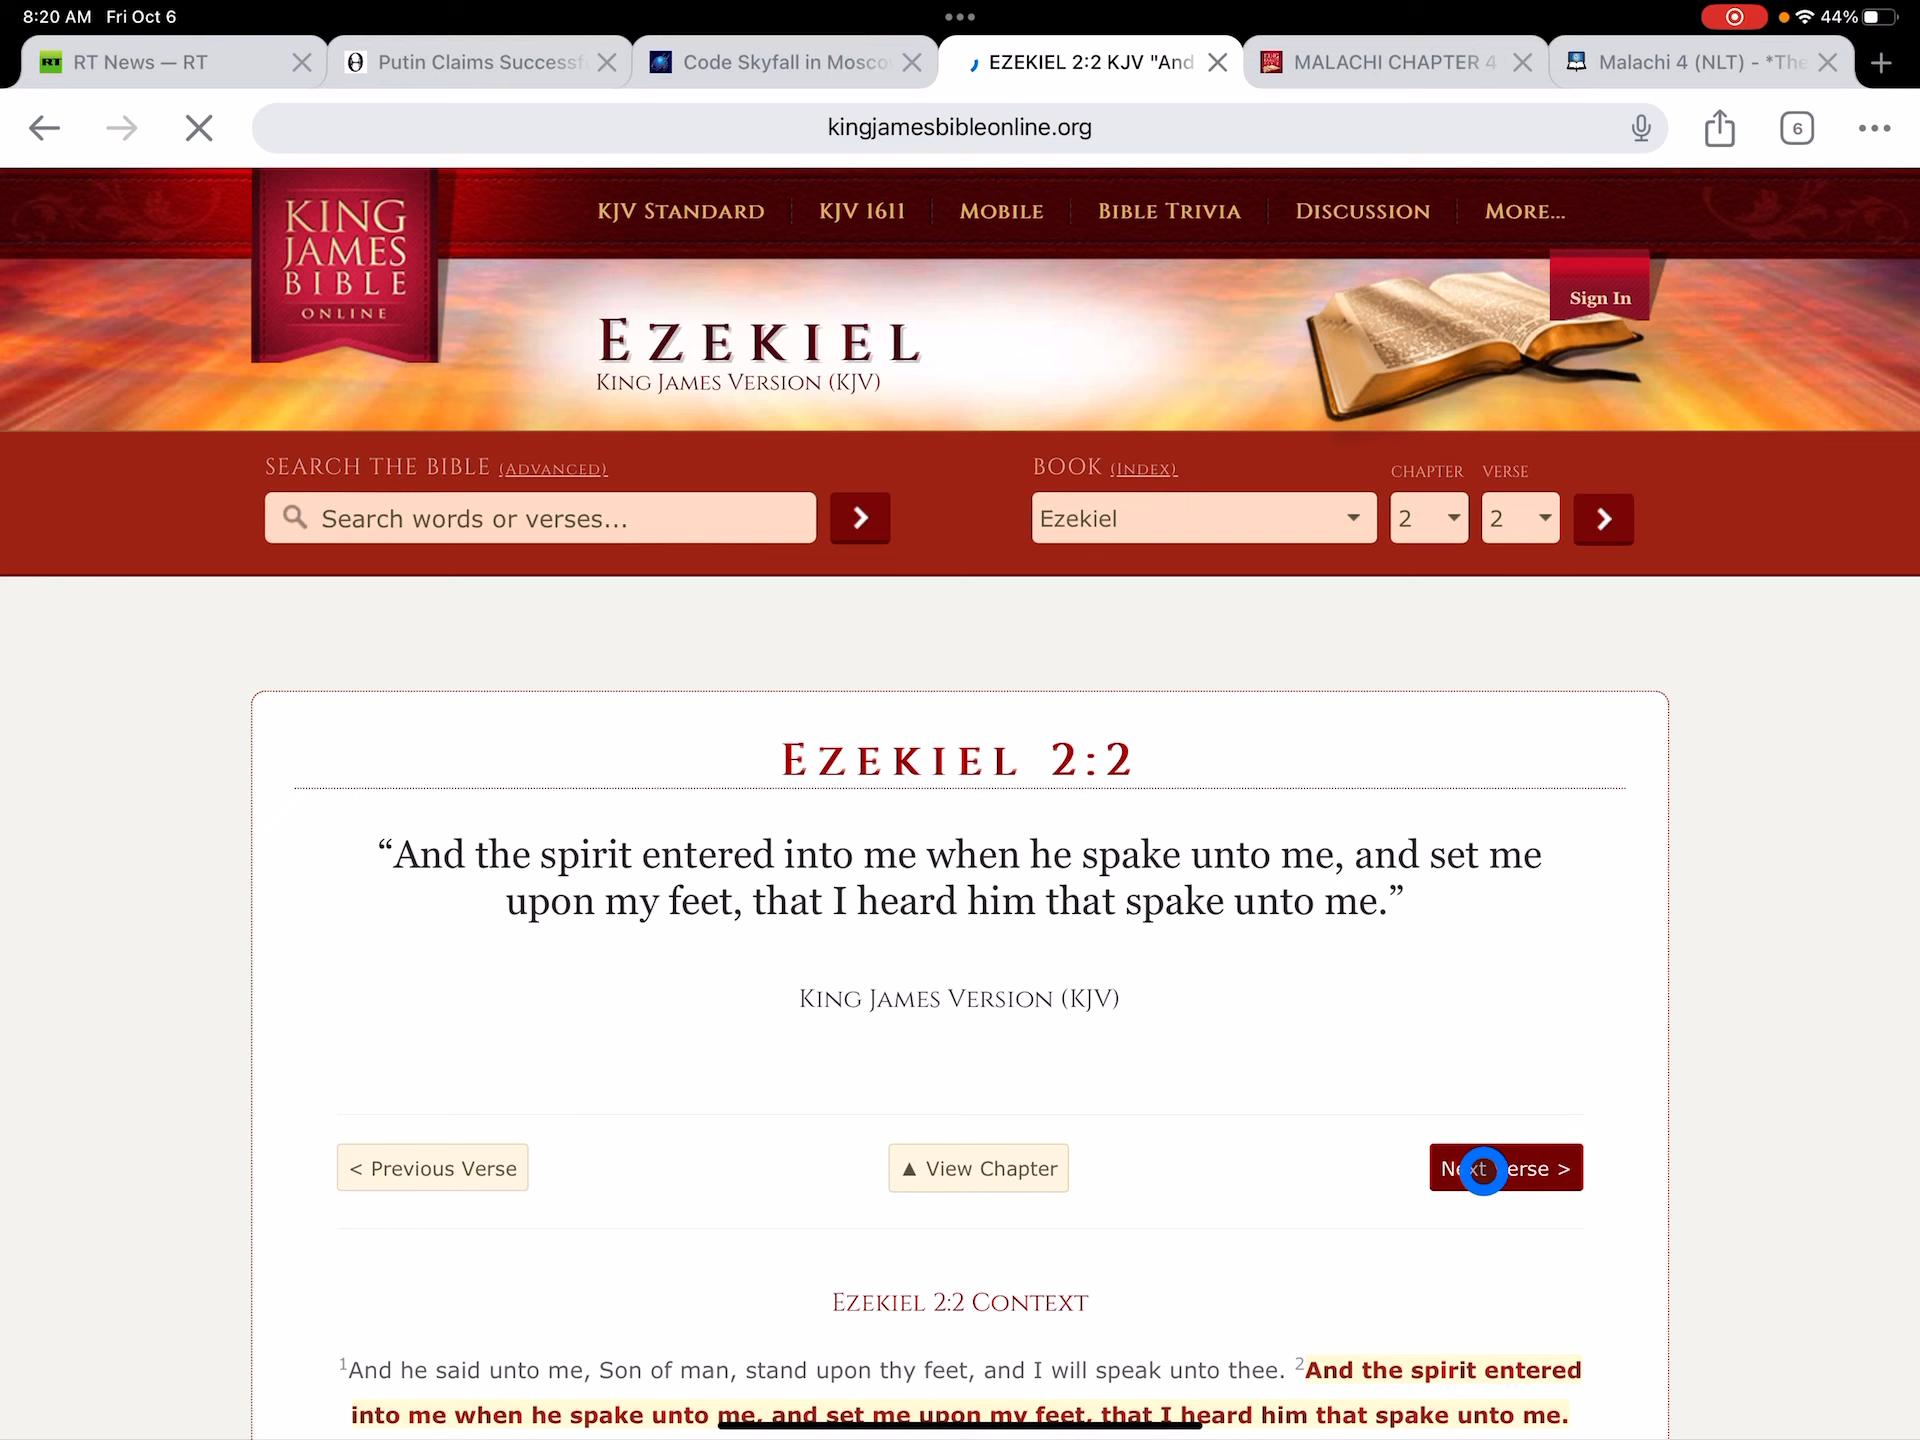 8:20 AM Fri Oct 6
44%
RT RT News — RT
Putin Claims Successf
Code Skyfall in Mosco
EZEKIEL 2:2 KJV "And
MALACHI CHAPTER 4
Malachi 4 (NLT) - *The
kingjamesbibleonline.org
6
KING
JAMES
BIBLE
ONLINE
KJV STANDARD
KJV 1611
MOBILE
BIBLE TRIVIA
DISCUSSION
MORE...
Sign In
EZEKIEL
KING JAMES VERSION (KJV)
SEARCH THE BIBLE (ADVANCED)
Search words or verses...
BOOK (INDEX)
CHAPTER
VERSE
Ezekiel
2
2
EZEKIEL 2:2
“And the spirit entered into me when he spake unto me, and set me
upon my feet, that I heard him that spake unto me.”
KING JAMES VERSION (KJV)
< Previous Verse
▲ View Chapter
Next Verse >
EZEKIEL 2:2 CONTEXT
1And he said unto me, Son of man, stand upon thy feet, and I will speak unto thee. 2And the spirit entered
into me when he spake unto me, and set me upon my feet, that I heard him that spake unto me.